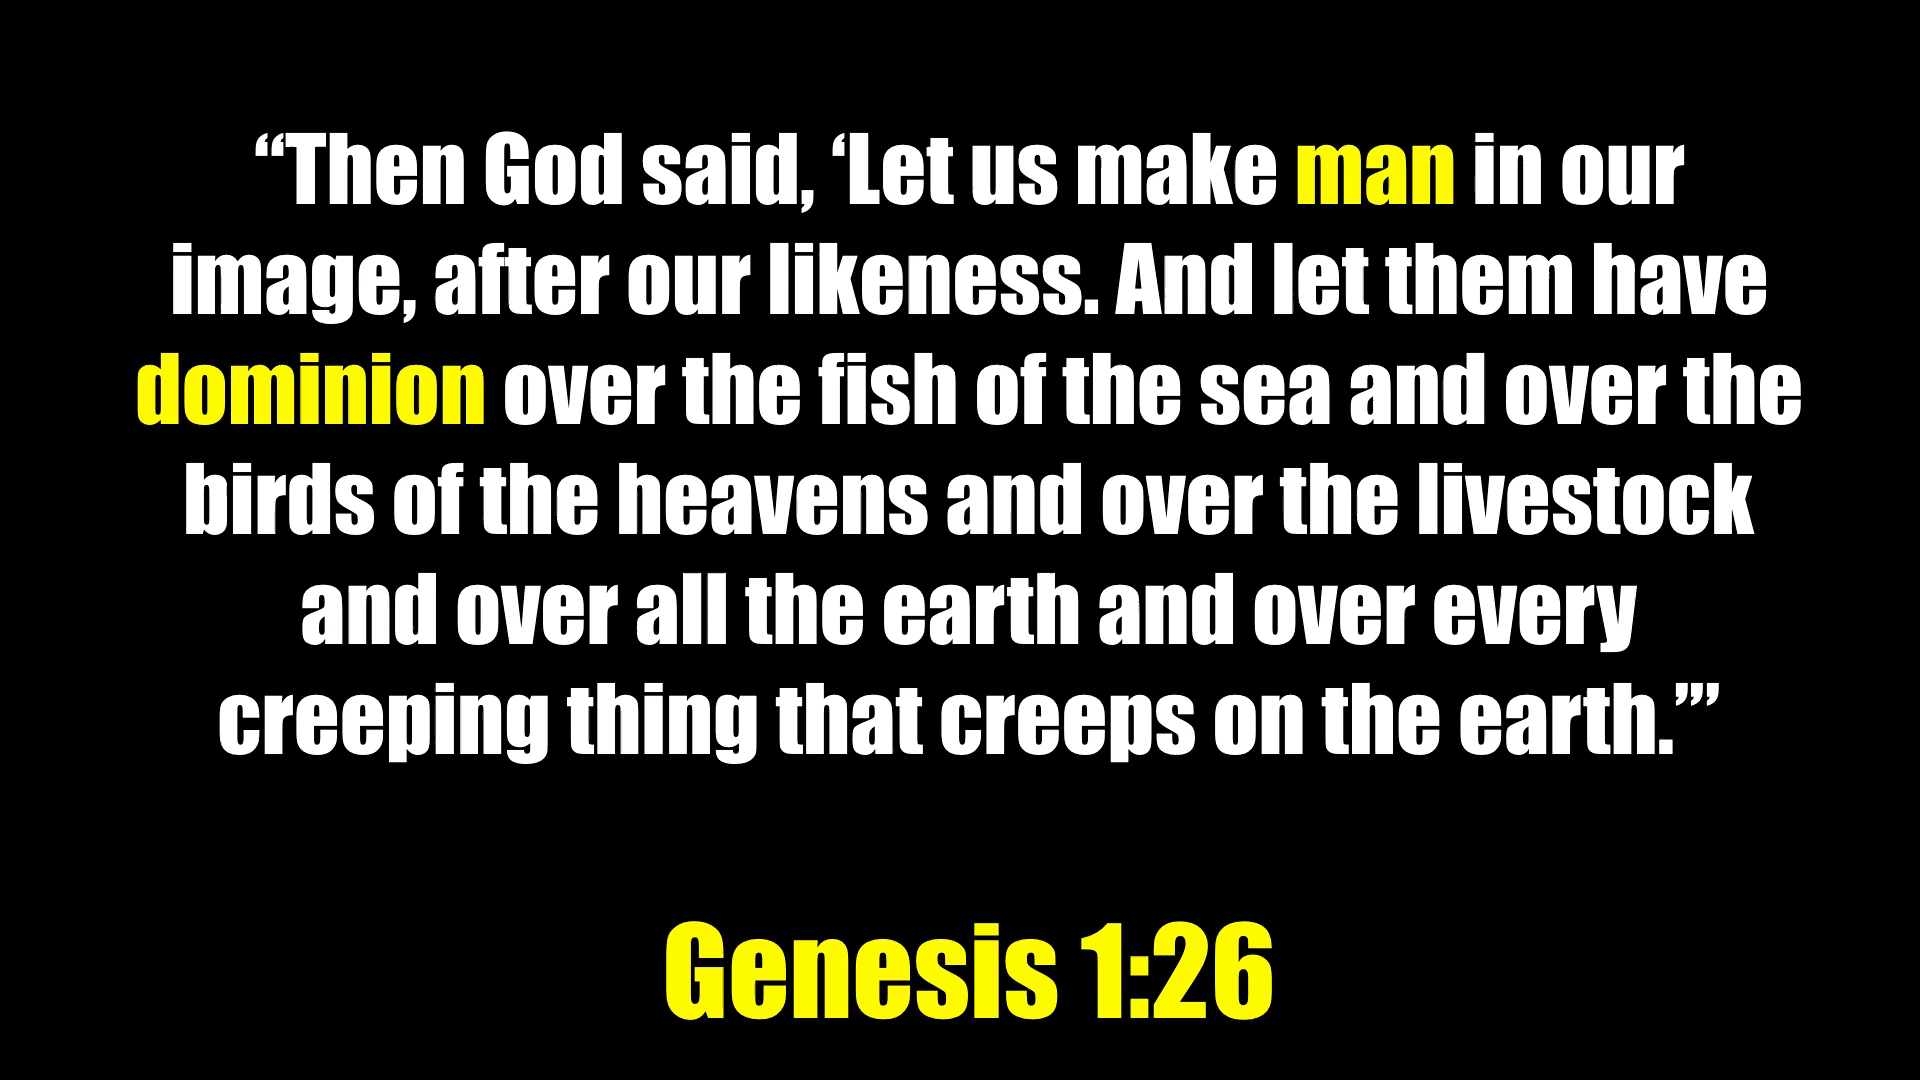 “Then God said, ‘Let us make man in our
image, after our likeness. And let them have
dominion over the fish of the sea and over the
birds of the heavens and over the livestock
and over all the earth and over every
creeping thing that creeps on the earth.’”
Genesis 1:26